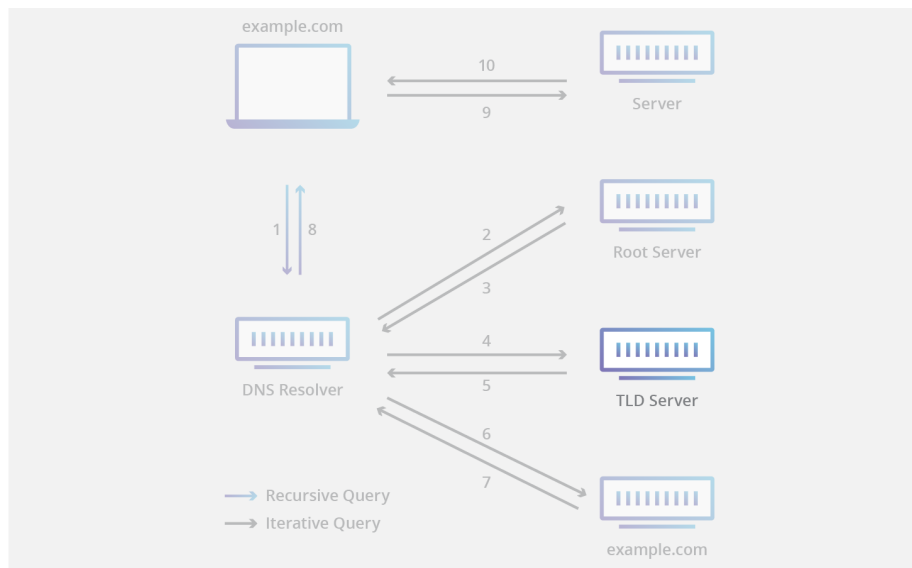 example.com
10
9
Server
1
8
2
3
Root Server
4
5
DNS Resolver
TLD Server
6
7
Recursive Query
Iterative Query
example.com